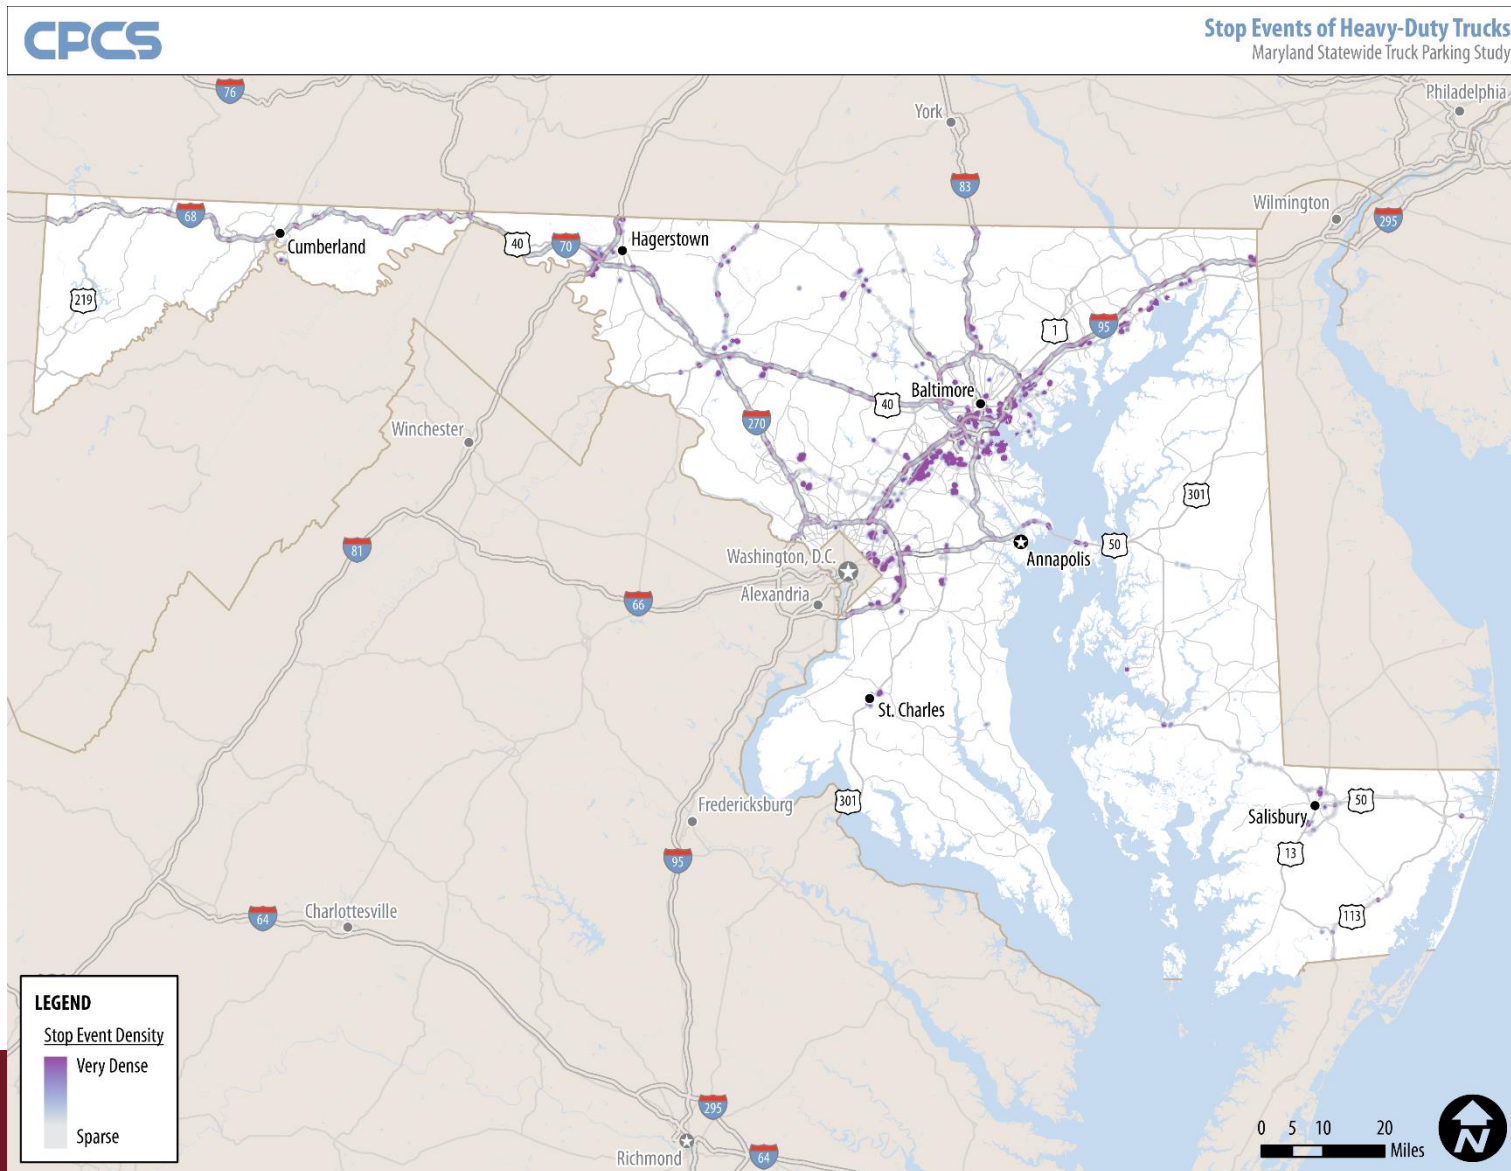 CPCS
Stop Events of Heavy-Duty Trucks
Maryland Statewide Truck Parking Study
76
York
Philadelphia
83
Wilmington
295
68
Cumberland
40
70
Hagerstown
219
1
95
Baltimore
40
270
Winchester
301
81
Washington, D.C.
Annapolis
50
66
Alexandria
St. Charles
301
Fredericksburg
Salisbury
50
13
95
64
Charlottesville
113
LEGEND
Stop Event Density
Very Dense
Sparse
295
Richmond
64
0 5 10 20
Miles
N